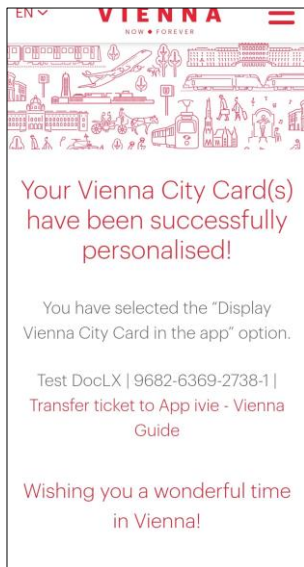 EN
VIENNA
NOW • FOREVER
Your Vienna City Card(s)
have been successfully
personalised!
You have selected the “Display
Vienna City Card in the app” option.
Test DocLX | 9682-6369-2738-1 |
Transfer ticket to App ivie - Vienna
Guide
Wishing you a wonderful time
in Vienna!